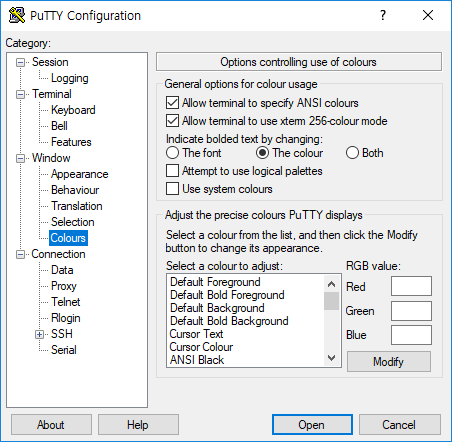 PuTTY Configuration
?
Category:
Session
Logging
Terminal
Keyboard
Bell
Features
Window
Appearance
Behaviour
Translation
Selection
Colours
Connection
Data
Proxy
Telnet
Rlogin
SSH
Serial
Options controlling use of colours
General options for colour usage
Allow terminal to specify ANSI colours
Allow terminal to use xterm 256-colour mode
Indicate bolded text by changing:
The font The colour Both
Attempt to use logical palettes
Use system colours
Adjust the precise colours PuTTY displays
Select a colour from the list, and then click the Modify
button to change its appearance.
Select a colour to adjust:
Default Foreground
Default Bold Foreground
Default Background
Default Bold Background
Cursor Text
Cursor Colour
ANSI Black
RGB value:
Red
Green
Blue
Modify
About Help Open Cancel